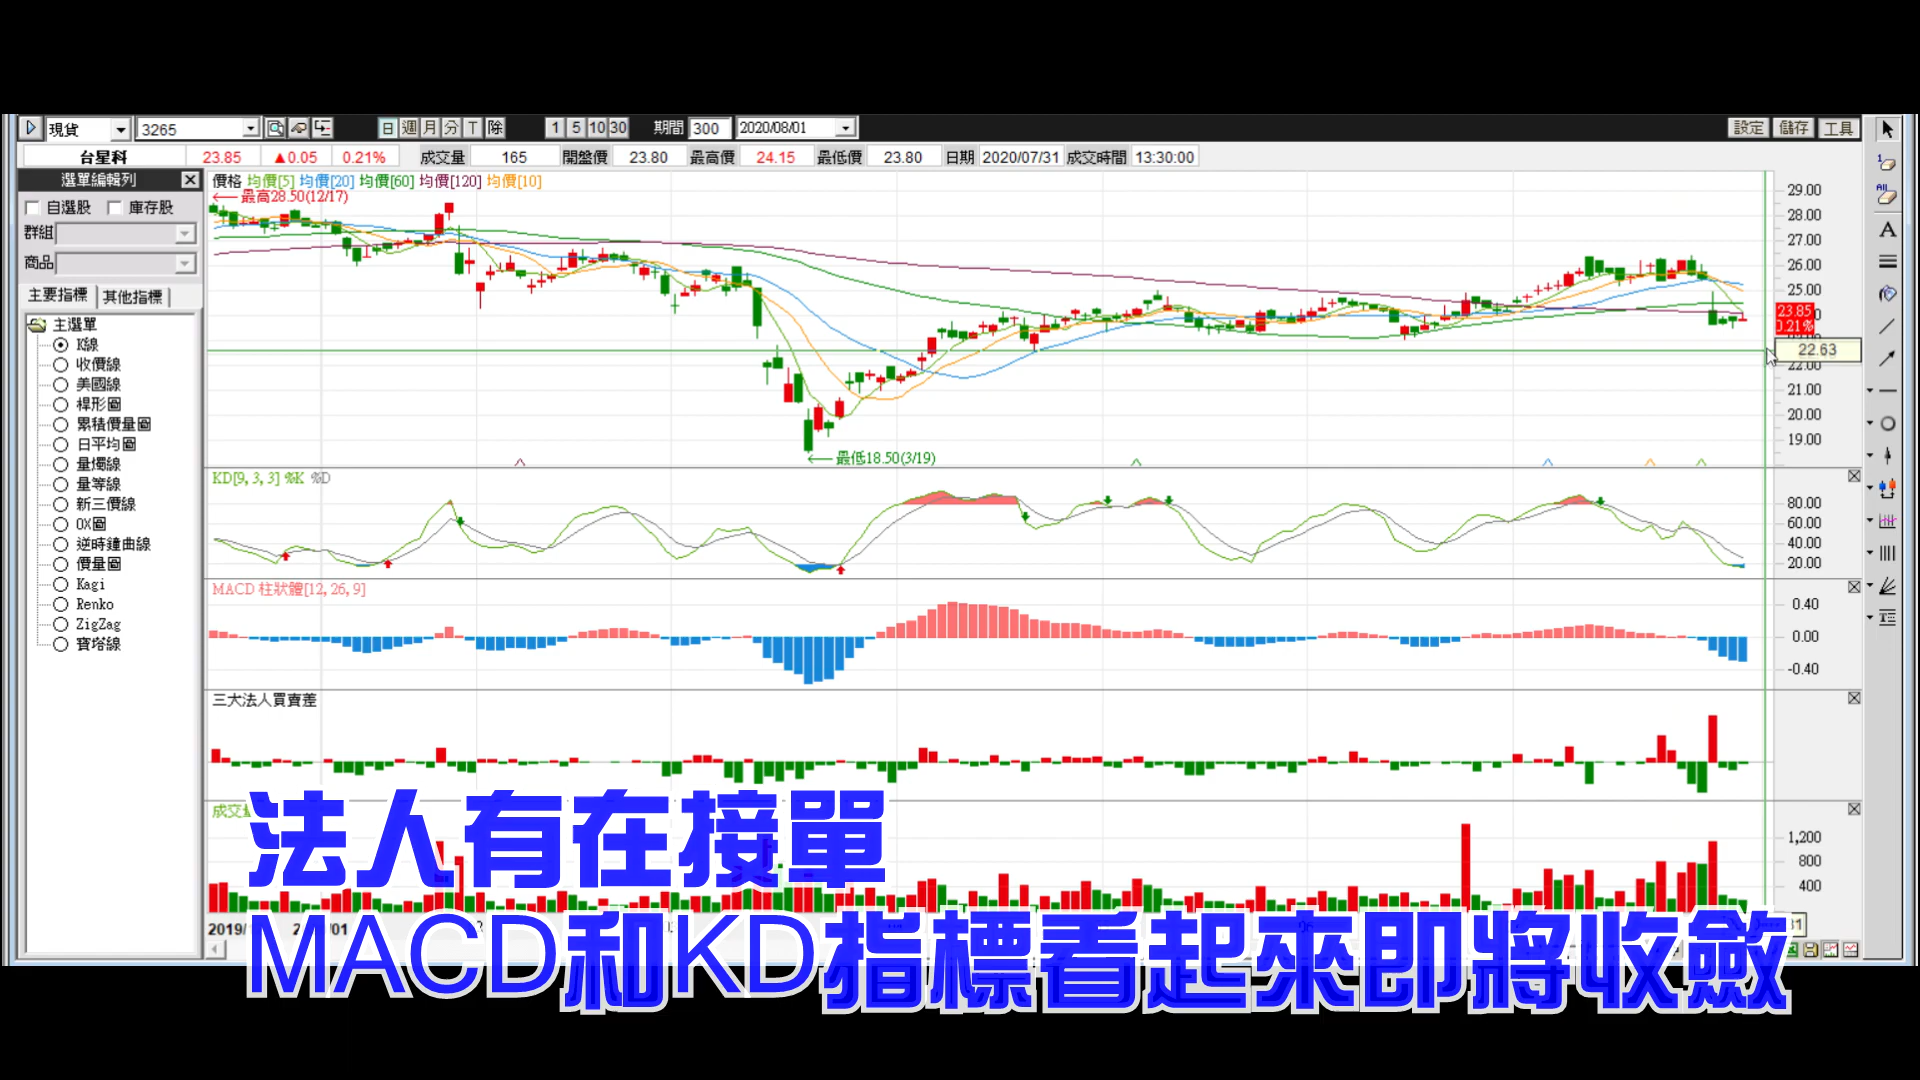 現貨 3265 日 週 月 分 T 除 1 5 10 30 期間 300 2020/08/01 設定 儲存 工具
台星科 23.85 ▲0.05 0.21% 成交量 165 開盤價 23.80 最高價 24.15 最低價 23.80 日期 2020/07/31 成交時間 13:30:00
選單編輯列
自選股 庫存股
群組
商品
主要指標 其他指標
主選單
K線
收價線
美國線
桿形圖
累積價量圖
日平均圖
量燭線
量等線
新三價線
OX圖
逆時鐘曲線
價量圖
Kagi
Renko
ZigZag
寶塔線
價格 均價[5] 均價[20] 均價[60] 均價[120] 均價[10]
最高28.50(12/17)
29.00
28.00
27.00
26.00
25.00
23.85
0.21%
22.63
22.00
21.00
20.00
19.00
最低18.50(3/19)
KD[9,3,3] %K %D
80.00
60.00
40.00
20.00
MACD 柱狀體[12,26,9]
0.40
0.00
-0.40
三大法人買賣差
成交
1,200
800
400
2019/
法人有在接單
MACD和KD指標看起來即將收斂